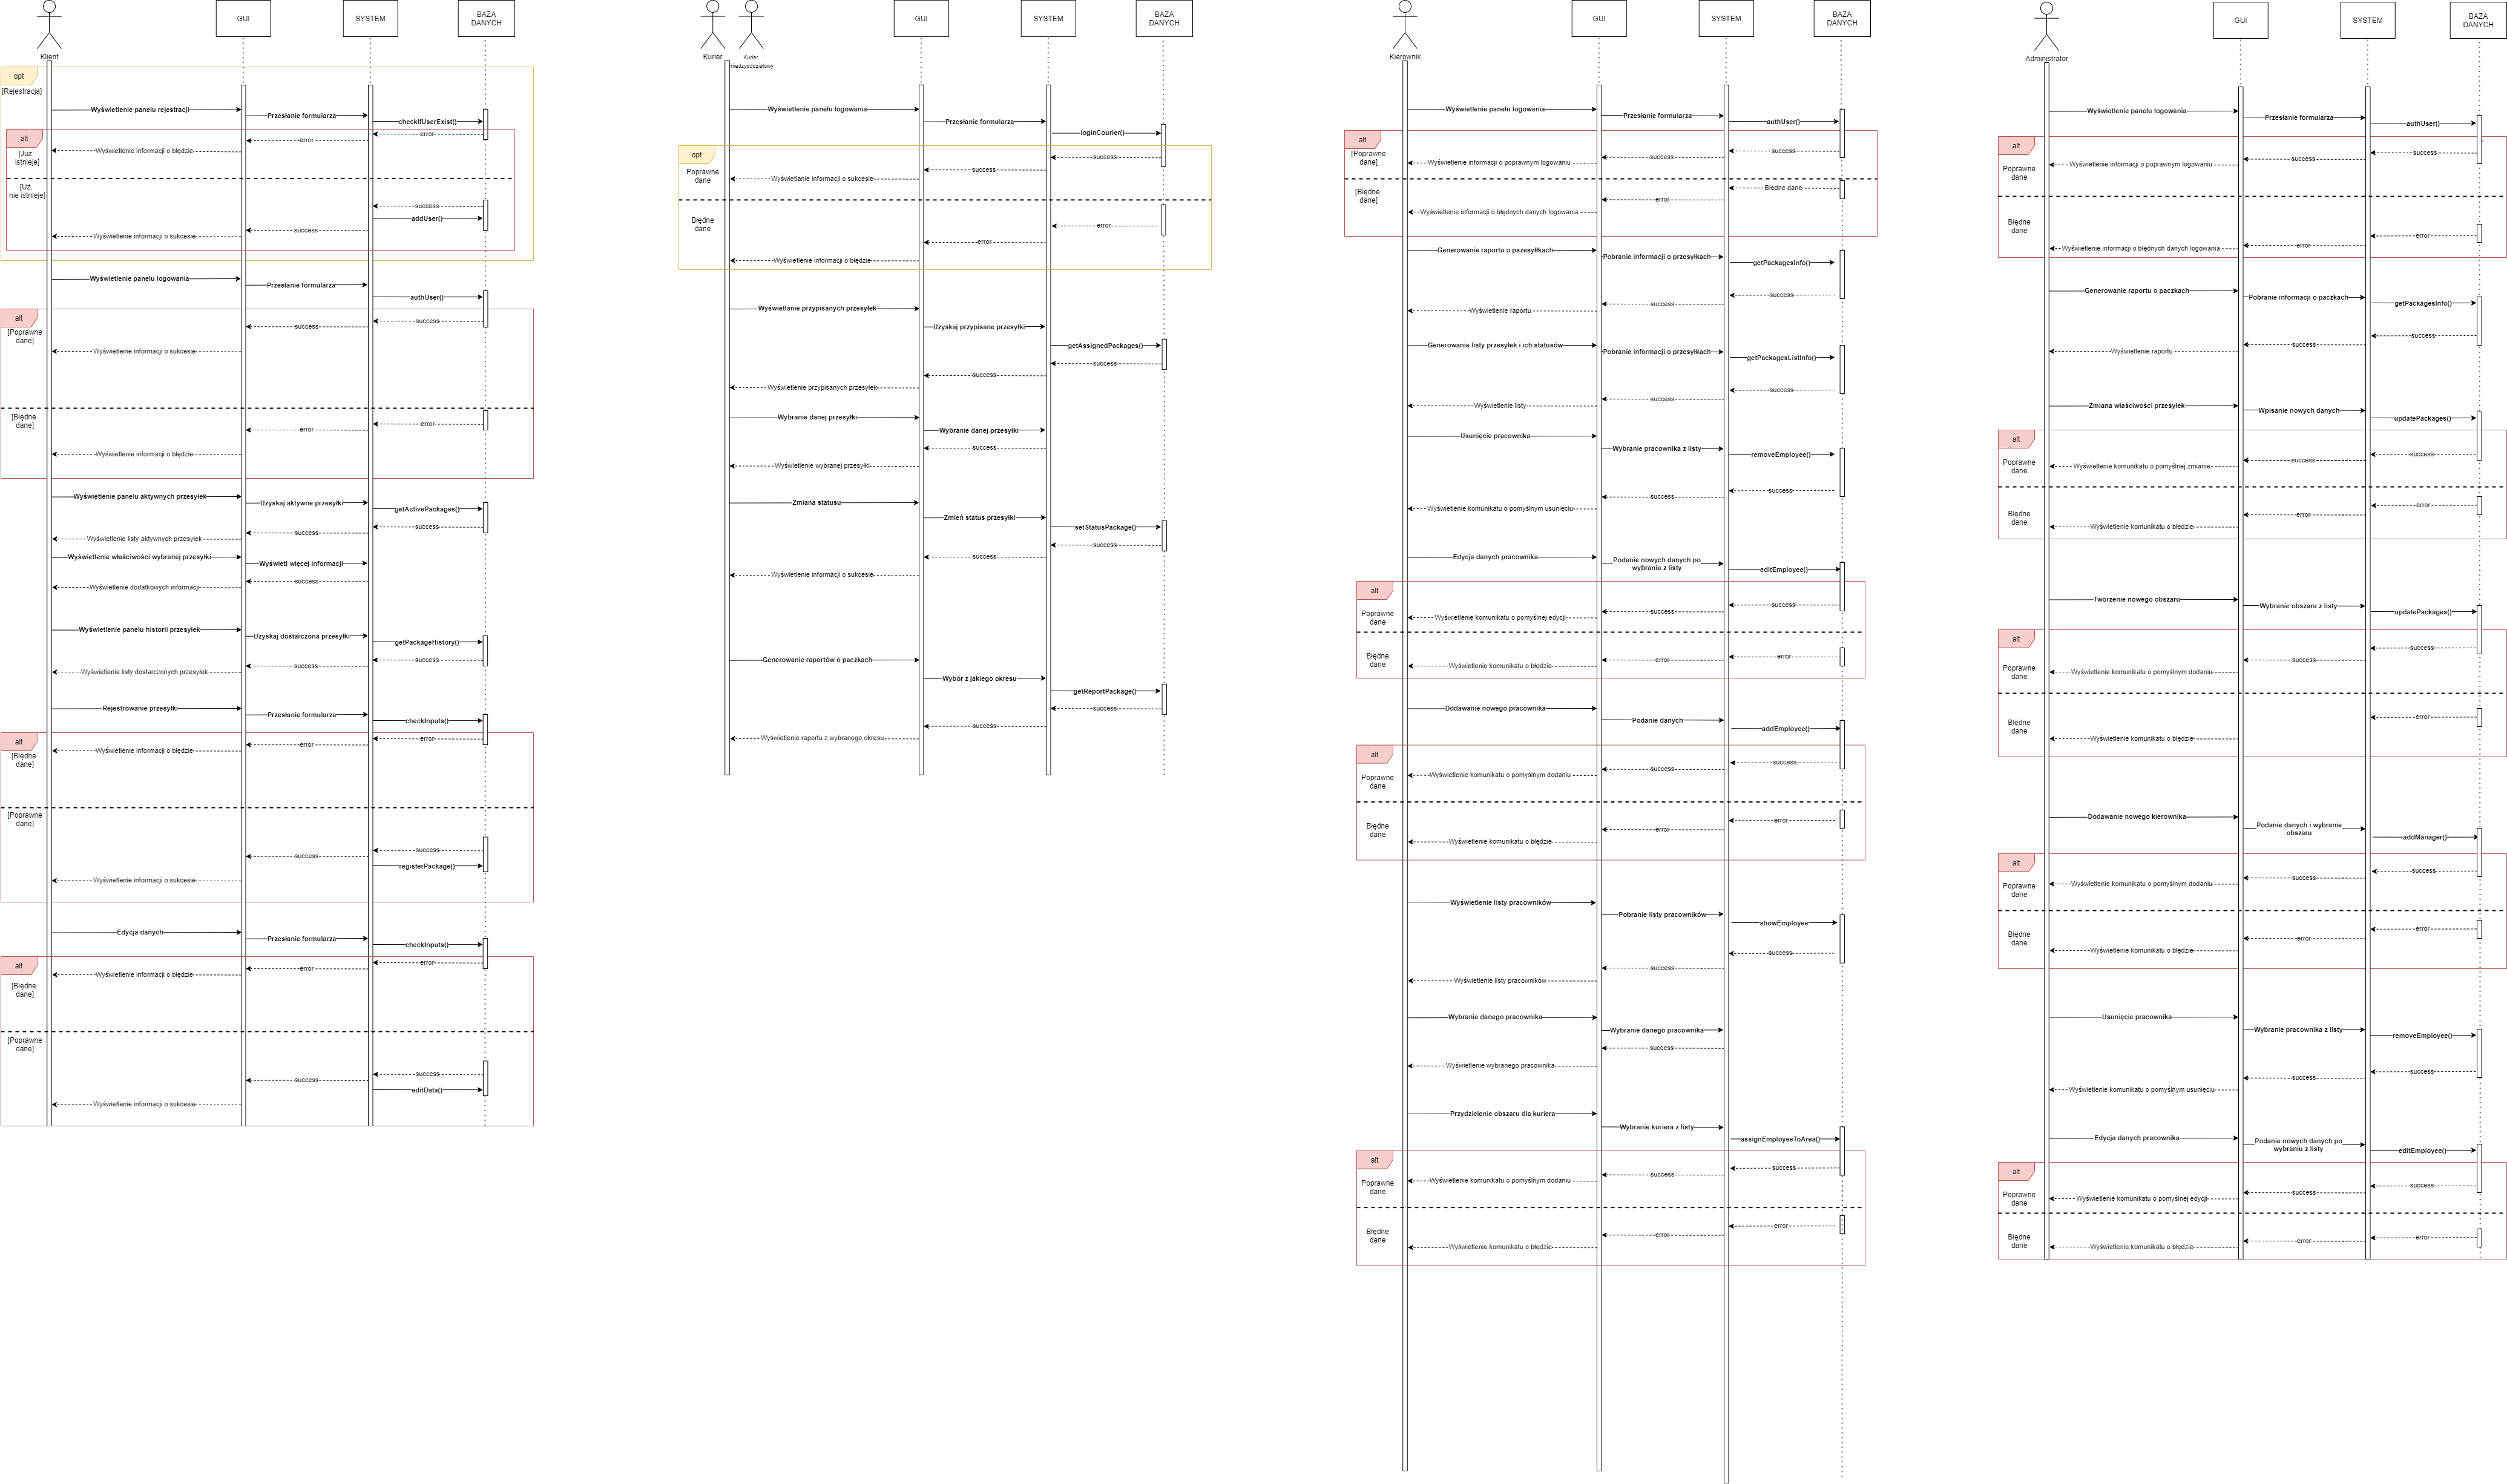 Klient
GUI
SYSTEM
BAZA
DANYCH
opt
[Rejestracja]
Wyświetlenie panelu rejestracji
Przesłanie formularza
checkIfUserExist()
error
error
alt
[Już.
istnieje]
Wyświetlenie informacji o błędzie
[Uż.
nie istnieje]
success
addUser()
success
Wyświetlenie informacji o sukcesie
Wyświetlenie panelu logowania
Przesłanie formularza
authUser()
alt
[Poprawne
dane]
success
success
Wyświetlenie informacji o sukcesie
[Błędne
dane]
error
error
Wyświetlenie informacji o błędzie
Wyświetlenie panelu aktywnych przesyłek
Uzyskaj aktywne przesyłki
getActivePackages()
success
success
Wyświetlenie listy aktywnych przesyłek
Wyświetlenie właściwości wybranej przesyłki
Wyświetl więcej informacji
success
Wyświetlenie dodatkowych informacji
Wyświetlenie panelu historii przesyłek
Uzyskaj dostarczona przesyłki
getPackageHistory()
success
success
Wyświetlenie listy dostarczonych przesyłek
Rejestrowanie przesyłki
Przesłanie formularza
checkInputs()
alt
[Błędne
dane]
error
error
Wyświetlenie informacji o błędzie
[Poprawne
dane]
success
success
registerPackage()
Wyświetlenie informacji o sukcesie
Edycja danych
Przesłanie formularza
checkInputs()
alt
[Błędne
dane]
error
error
Wyświetlenie informacji o błędzie
[Poprawne
dane]
success
success
editData()
Wyświetlenie informacji o sukcesie
Kurier
Kurier
międzyoddziałowy
GUI
SYSTEM
BAZA
DANYCH
Wyświetlenie panelu logowania
Przesłanie formularza
loginCourier()
opt
Poprawne
dane
success
success
Wyświetlanie informacji o sukcesie
Błędne
dane
error
error
Wyświetlenie informacji o błędzie
Wyświetlanie przypisanych przesyłek
Uzyskaj przypisane przesyłki
getAssignedPackages()
success
success
Wyświetlenie przypisanych przesyłek
Wybranie danej przesyłki
Wybranie danej przesyłki
success
Wyświetlenie wybranej przesyłki
Zmiana statusu
Zmień status przesyłki
setStatusPackage()
success
success
Wyświetlenie informacji o sukcesie
Generowanie raportów o paczkach
Wybór z jakiego okresu
getReportPackage()
success
success
Wyświetlenie raportu z wybranego okresu
Kierownik
GUI
SYSTEM
BAZA
DANYCH
Wyświetlenie panelu logowania
Przesłanie formularza
authUser()
alt
[Poprawne
dane]
success
success
Wyświetlenie informacji o poprawnym logowaniu
[Błędne
dane]
Błędne dane
error
Wyświetlenie informacji o błędnych danych logowania
Generowanie raportu o pszesyłkach
Pobranie informacji o przesyłkach
getPackagesInfo()
success
success
Wyświetlenie raportu
Generowanie listy przesyłek i ich statusów
Pobranie informacji o przesyłkach
getPackagesListInfo()
success
success
Wyświetlenie listy
Usunięcie pracownika
Wybranie pracownika z listy
removeEmployee()
success
success
Wyświetlenie komunikatu o pomyślnym usunięciu
Edycja danych pracownika
Podanie nowych danych po
wybraniu z listy
editEmployee()
alt
Poprawne
dane
success
success
Wyświetlenie komunikatu o pomyślnej edycji
Błędne
dane
error
error
Wyświetlenie komunikatu o błędzie
Dodawanie nowego pracownika
Podanie danych
addEmployee()
alt
Poprawne
dane
success
success
Wyświetlenie komunikatu o pomyślnym dodaniu
Błędne
dane
error
error
Wyświetlenie komunikatu o błędzie
Wyświetlenie listy pracowników
Pobranie listy pracowników
showEmployee
success
success
Wyświetlenie listy pracowników
Wybranie danego pracownika
Wybranie danego pracownika
success
Wyświetlenie wybranego pracownika
Przydzielenie obszaru dla kuriera
Wybranie kuriera z listy
assignEmployeeToArea()
alt
Poprawne
dane
success
success
Wyświetlenie komunikatu o pomyślnym dodaniu
Błędne
dane
error
error
Wyświetlenie komunikatu o błędzie
Administrator
GUI
SYSTEM
BAZA
DANYCH
Wyświetlenie panelu logowania
Przesłanie formularza
authUser()
alt
Poprawne
dane
success
success
Wyświetlenie informacji o poprawnym logowaniu
Błędne
dane
error
error
Wyświetlenie informacji o błędnych danych logowania
Generowanie raportu o paczkach
Pobranie informacji o paczkach
getPackagesInfo()
success
success
Wyświetlenie raportu
Zmiana właściwości przesyłek
Wpisanie nowych danych
updatePackages()
alt
Poprawne
dane
success
success
Wyświetlenie komunikatu o pomyślnej zmianie
Błędne
dane
error
error
Wyświetlenie komunikatu o błędzie
Tworzenie nowego obszaru
Wybranie obszaru z listy
updatePackages()
alt
Poprawne
dane
success
success
Wyświetlenie komunikatu o pomyślnym dodaniu
Błędne
dane
error
Wyświetlenie komunikatu o błędzie
Dodawanie nowego kierownika
Podanie danych i wybranie
obszaru
addManager()
alt
Poprawne
dane
success
success
Wyświetlenie komunikatu o pomyślnym dodaniu
Błędne
dane
error
error
Wyświetlenie komunikatu o błędzie
Usunięcie pracownika
Wybranie pracownika z listy
removeEmployee()
success
success
Wyświetlenie komunikatu o pomyślnym usunięciu
Edycja danych pracownika
Podanie nowych danych po
wybraniu z listy
editEmployee()
alt
Poprawne
dane
success
success
Wyświetlenie komunikatu o pomyślnej edycji
Błędne
dane
error
error
Wyświetlenie komunikatu o błędzie